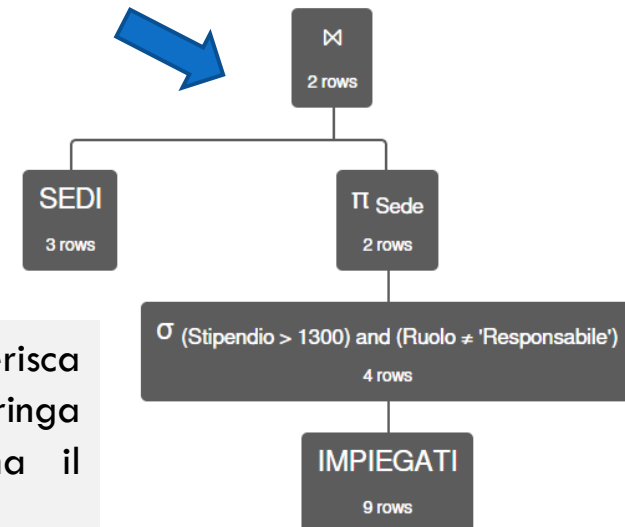 ⋈
2 rows
SEDI
3 rows
π Sede
2 rows
σ (Stipendio > 1300) and (Ruolo ≠ 'Responsabile')
4 rows
IMPIEGATI
9 rows
erisca
ringa
na il